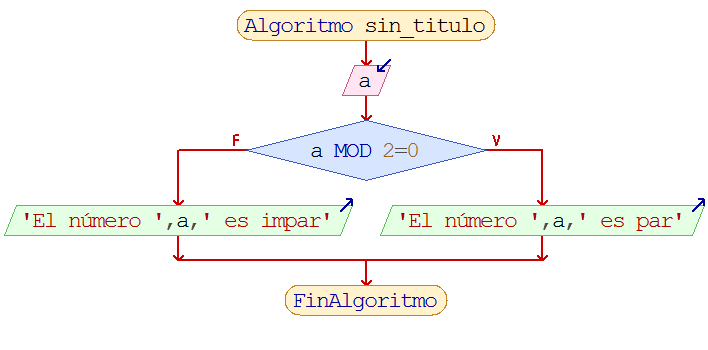 Algoritmo sin_titulo
a
a MOD 2=0
F
V
'El número ',a,' es impar'
'El número ',a,' es par'
FinAlgoritmo